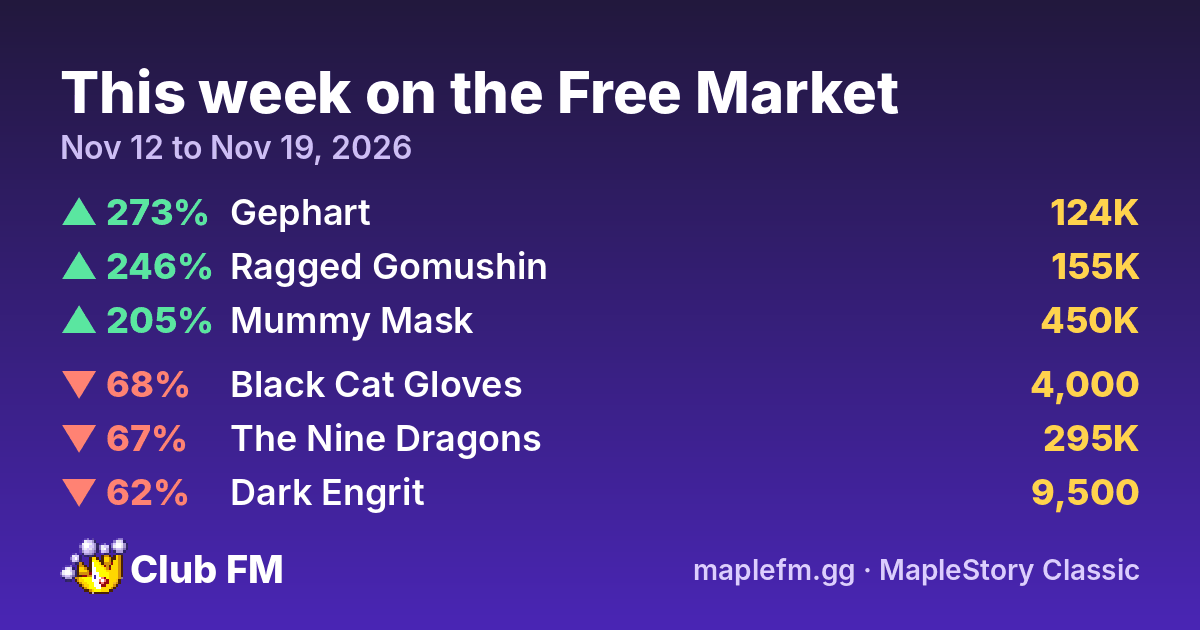 This week on the Free Market
Nov 12 to Nov 19, 2026
▲ 273% Gephart 124K
▲ 246% Ragged Gomushin 155K
▲ 205% Mummy Mask 450K
▼ 68% Black Cat Gloves 4,000
▼ 67% The Nine Dragons 295K
▼ 62% Dark Engrit 9,500
Club FM
maplefm.gg · MapleStory Classic